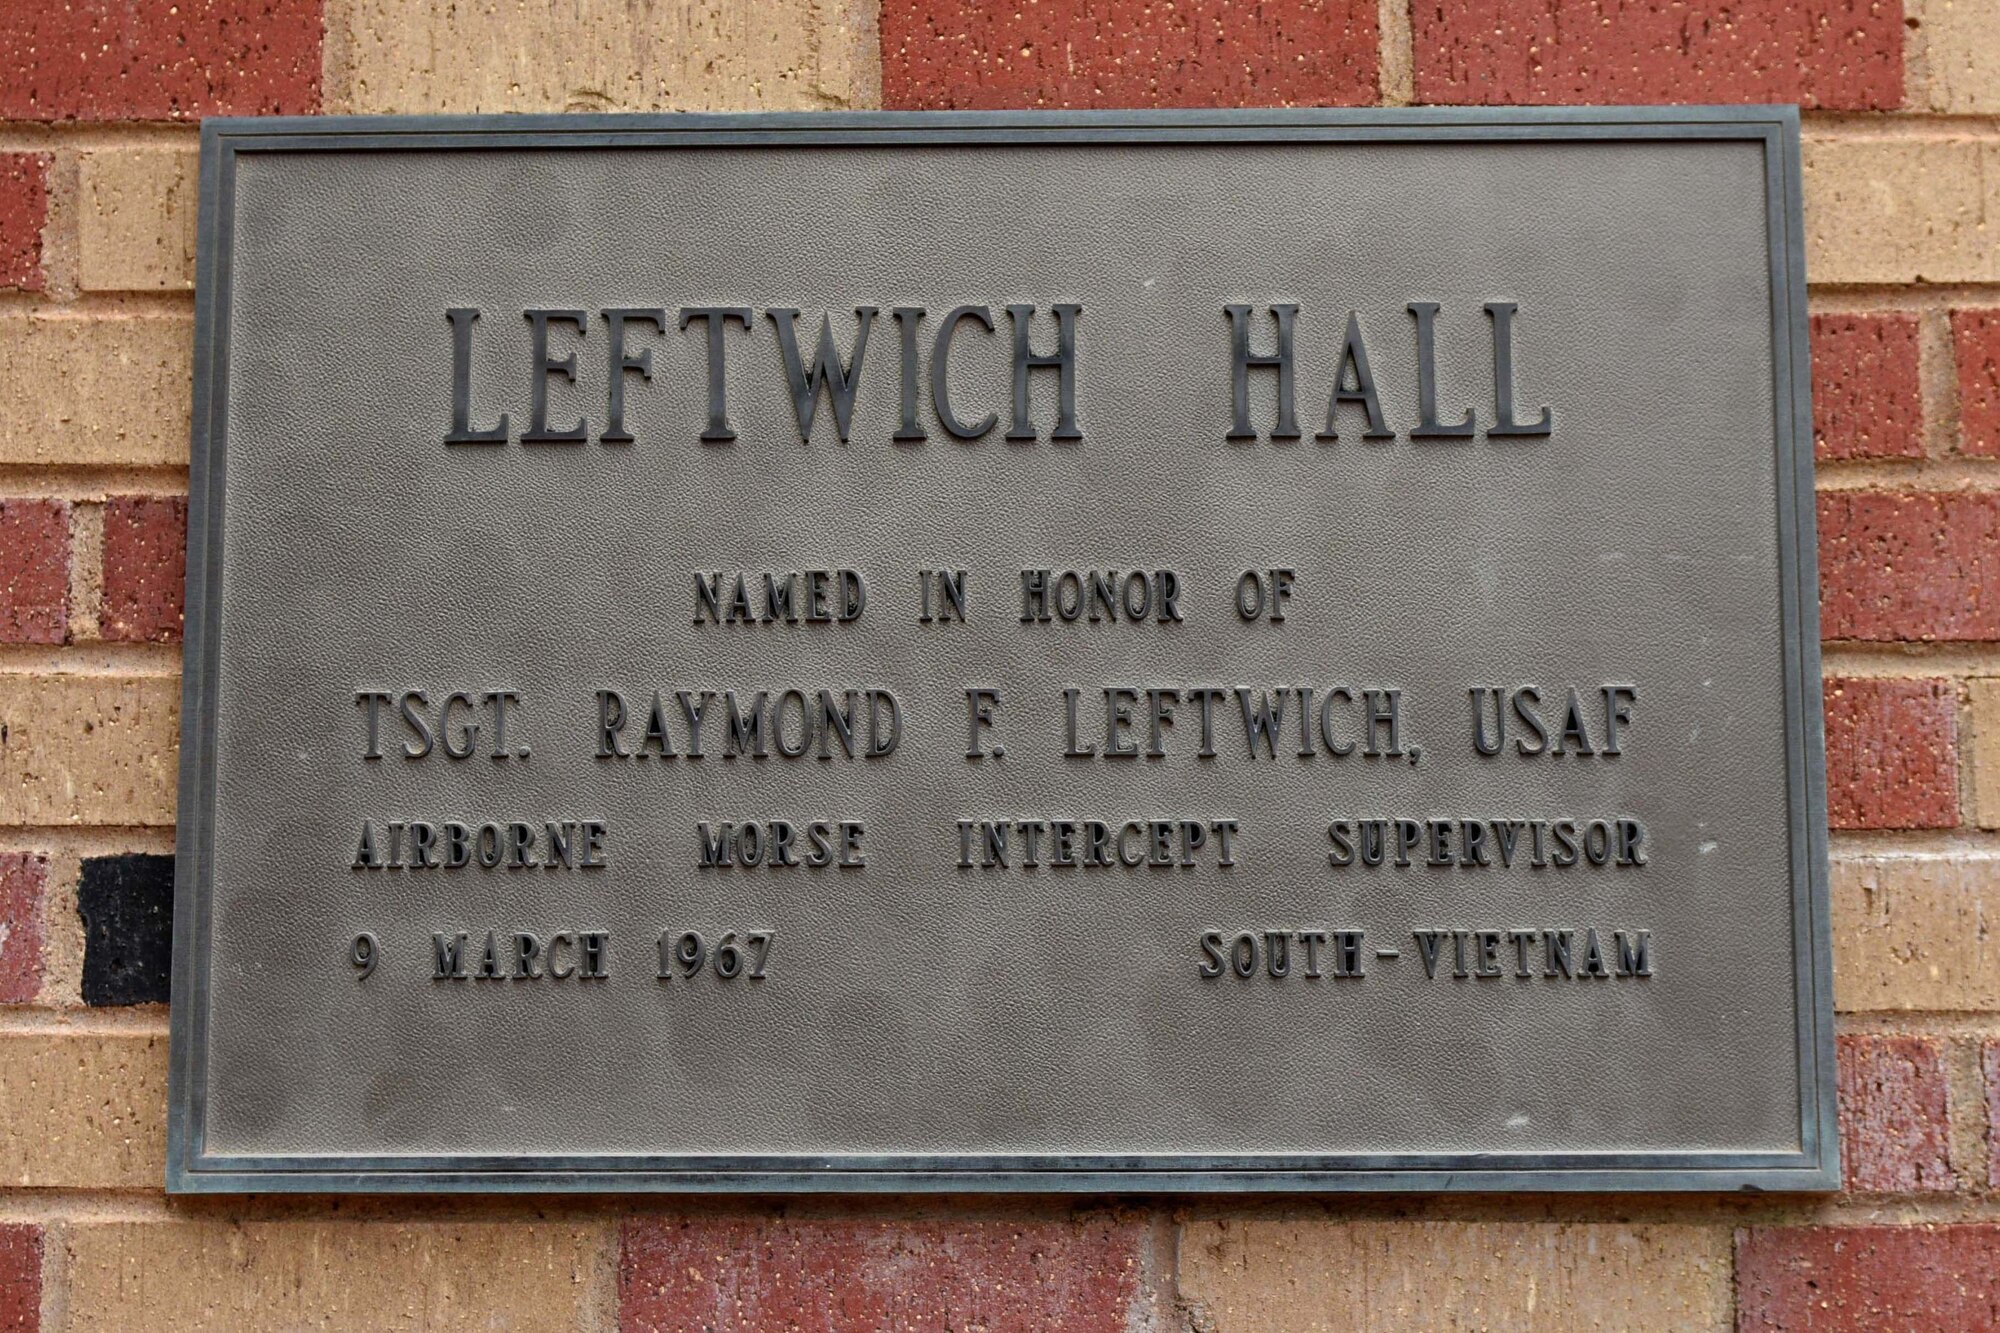 LEFTWICH HALL
NAMED IN HONOR OF
TSGT. RAYMOND F. LEFTWICH, USAF
AIRBORNE MORSE INTERCEPT SUPERVISOR
9 MARCH 1967 SOUTH-VIETNAM